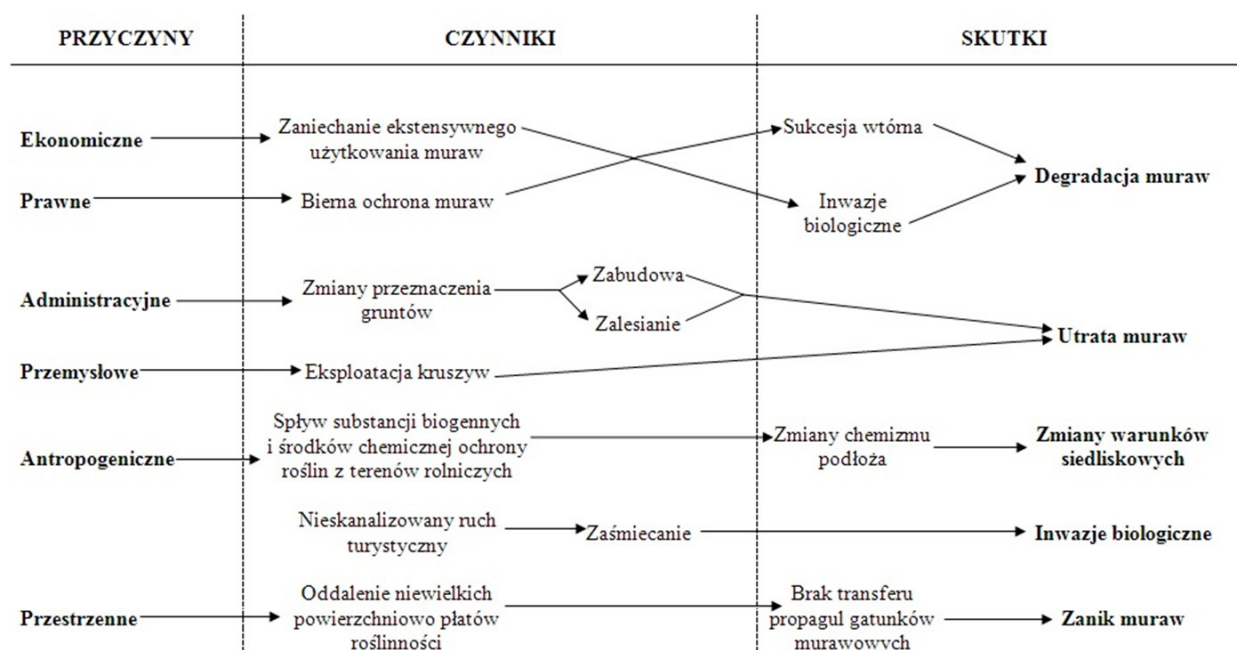 PRZYCZYNY
CZYNNIKI
SKUTKI
Ekonomiczne
Zaniechanie ekstensywnego
użytkowania muraw
Sukcesja wtórna
Degradacja muraw
Prawne
Bierna ochrona muraw
Inwazje
biologiczne
Administracyjne
Zmiany przeznaczenia
gruntów
Zabudowa
Zalesianie
Utrata muraw
Przemysłowe
Eksploatacja kruszyw
Antropogeniczne
Spływ substancji biogennych
i środków chemicznej ochrony
roślin z terenów rolniczych
Zmiany chemizmu
podłoża
Zmiany warunków
siedliskowych
Nieskanalizowany ruch
turystyczny
Zaśmiecanie
Inwazje biologiczne
Przestrzenne
Oddalenie niewielkich
powierzchniowo płatów
roślinności
Brak transferu
propagul gatunków
murawowych
Zanik muraw